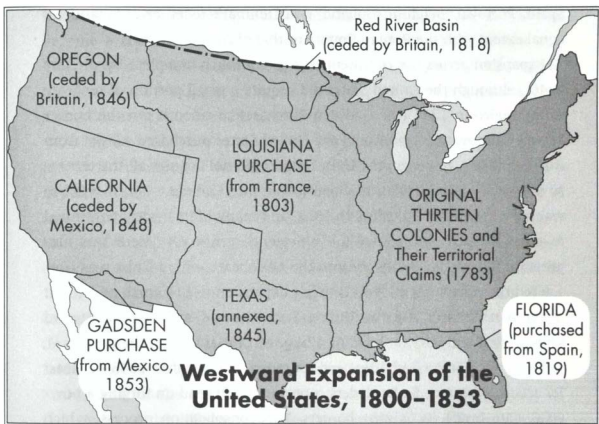 Red River Basin
(ceded by Britain, 1818)
OREGON
(ceded by
Britain, 1846)
LOUISIANA
PURCHASE
(from France,
1803)
CALIFORNIA
(ceded by
Mexico, 1848)
ORIGINAL
THIRTEEN
COLONIES and
Their Territorial
Claims (1783)
TEXAS
(annexed,
1845)
GADSDEN
PURCHASE
(from Mexico,
1853)
FLORIDA
(purchased
from Spain,
1819)
Westward Expansion of the
United States, 1800–1853